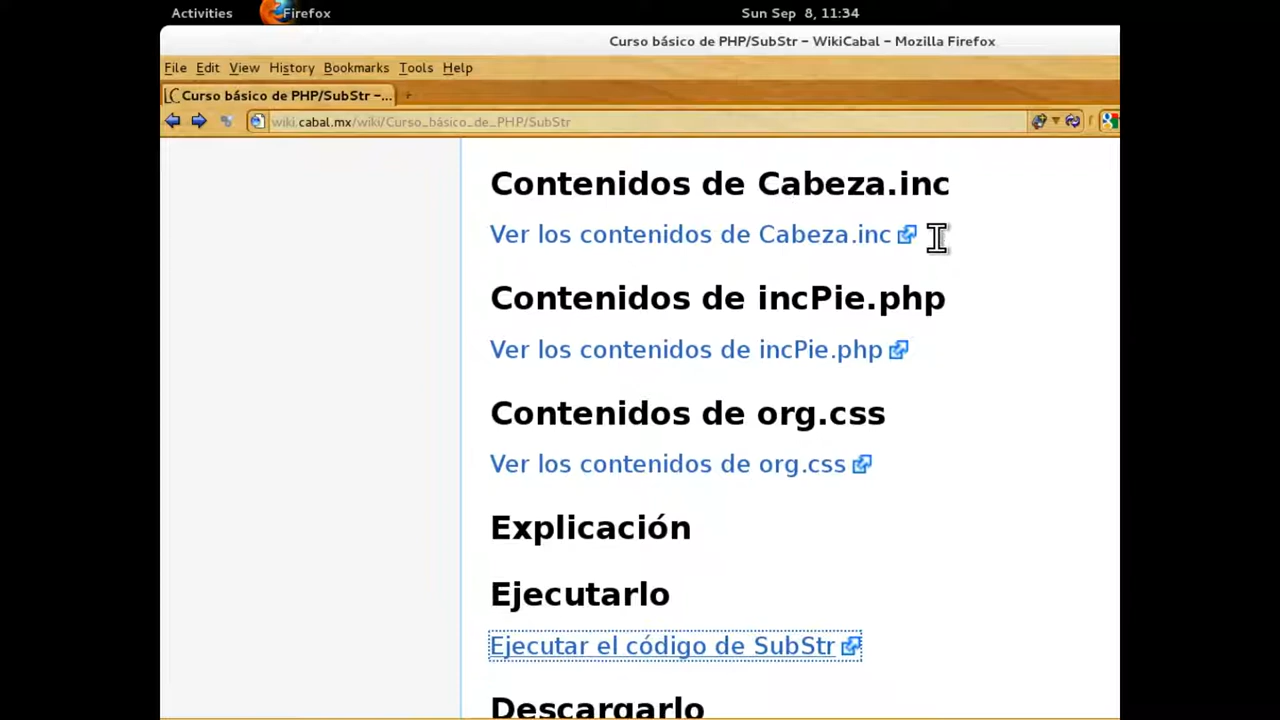 Activities Firefox Sun Sep 8, 11:34
Curso básico de PHP/SubStr – WikiCabal – Mozilla Firefox
File Edit View History Bookmarks Tools Help
Curso básico de PHP/SubStr –...
wiki.cabal.mx/wiki/Curso_básico_de_PHP/SubStr
Contenidos de Cabeza.inc
Ver los contenidos de Cabeza.inc
Contenidos de incPie.php
Ver los contenidos de incPie.php
Contenidos de org.css
Ver los contenidos de org.css
Explicación
Ejecutarlo
Ejecutar el código de SubStr
Descargarlo